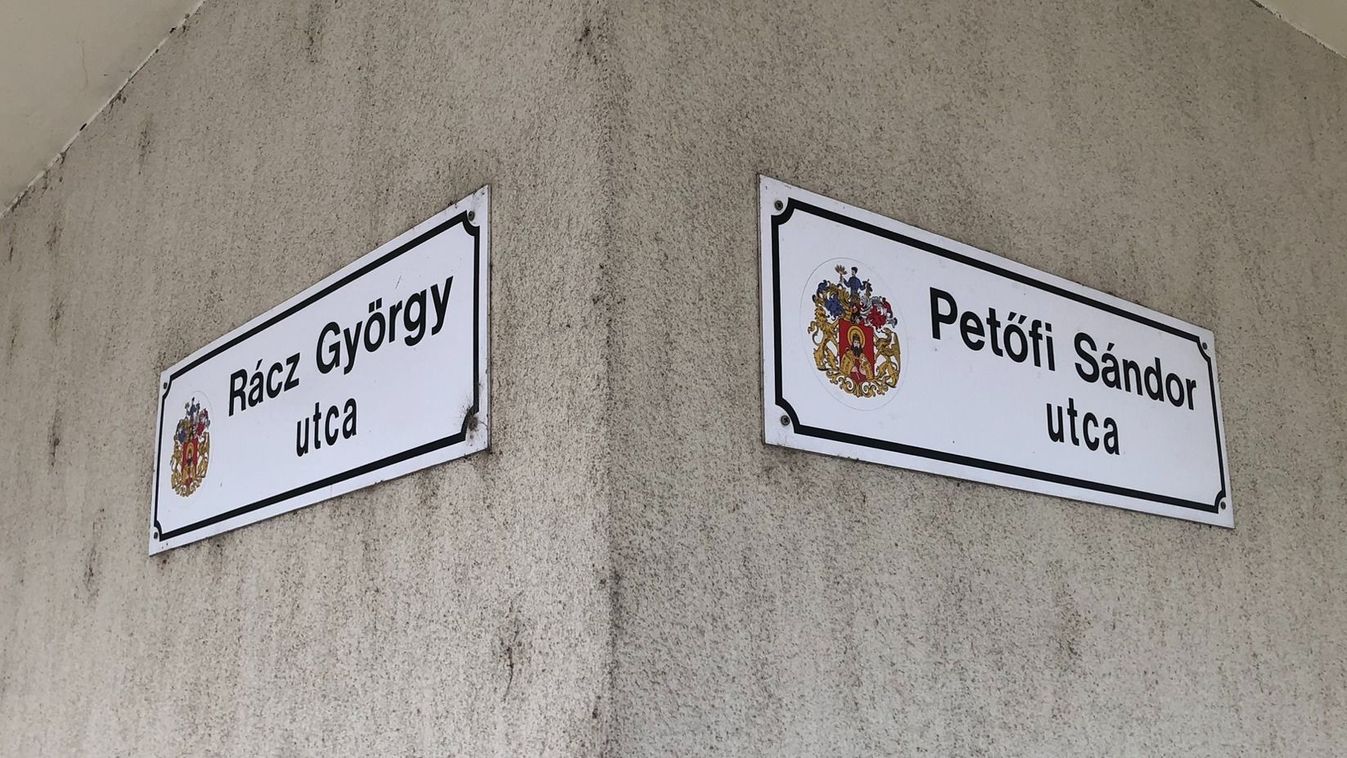 Rácz György
utca
Petőfi Sándor
utca